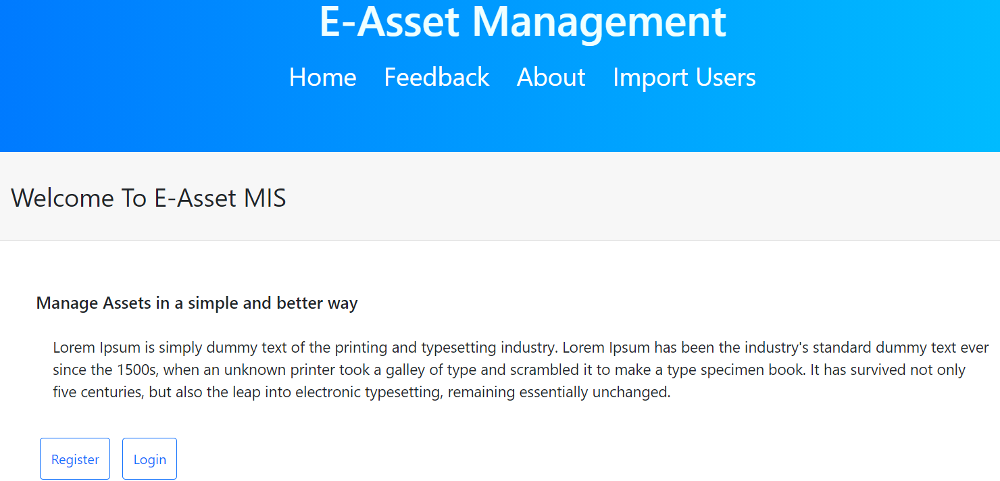 E-Asset Management
Home Feedback About Import Users
Welcome To E-Asset MIS
Manage Assets in a simple and better way
Lorem Ipsum is simply dummy text of the printing and typesetting industry. Lorem Ipsum has been the industry's standard dummy text ever
since the 1500s, when an unknown printer took a galley of type and scrambled it to make a type specimen book. It has survived not only
five centuries, but also the leap into electronic typesetting, remaining essentially unchanged.
Register Login